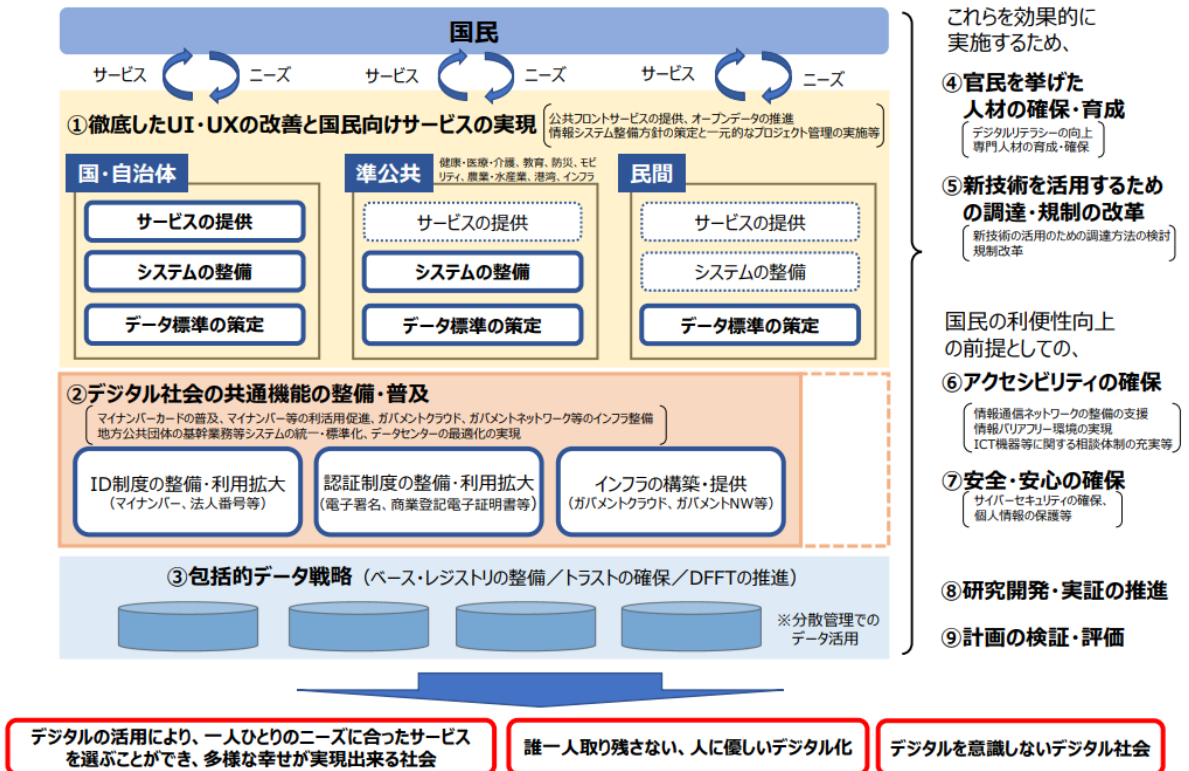 国民
サービス
ニーズ
サービス
ニーズ
サービス
ニーズ
①徹底したUI・UXの改善と国民向けサービスの実現
公共フロントサービスの提供、オープンデータの推進
情報システム整備方針の策定と一元的なプロジェクト管理の実施等
国・自治体
サービスの提供
システムの整備
データ標準の策定
準公共
健康・医療・介護、教育、防災、モビ
リティ、農業・水産業、港湾、インフラ
サービスの提供
システムの整備
データ標準の策定
民間
サービスの提供
システムの整備
データ標準の策定
②デジタル社会の共通機能の整備・普及
マイナンバーカードの普及、マイナンバー等の利活用促進、ガバメントクラウド、ガバメントネットワーク等のインフラ整備
地方公共団体の基幹業務等システムの統一・標準化、データセンターの最適化の実現
ID制度の整備・利用拡大
（マイナンバー、法人番号等）
認証制度の整備・利用拡大
（電子署名、商業登記電子証明書等）
インフラの構築・提供
（ガバメントクラウド、ガバメントNW等）
③包括的データ戦略（ベース・レジストリの整備／トラストの確保／DFFTの推進）
※分散管理での
データ活用
これらを効果的に
実施するため、
④官民を挙げた
人材の確保・育成
デジタルリテラシーの向上
専門人材の育成・確保
⑤新技術を活用するため
の調達・規制の改革
新技術の活用のための調達方法の検討
規制改革
国民の利便性向上
の前提としての、
⑥アクセシビリティの確保
情報通信ネットワークの整備の支援
情報バリアフリー環境の実現
ICT機器等に関する相談体制の充実等
⑦安全・安心の確保
サイバーセキュリティの確保、
個人情報の保護等
⑧研究開発・実証の推進
⑨計画の検証・評価
デジタルの活用により、一人ひとりのニーズに合ったサービス
を選ぶことができ、多様な幸せが実現出来る社会
誰一人取り残さない、人に優しいデジタル化
デジタルを意識しないデジタル社会